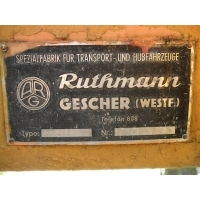 SPEZIALFABRIK FÜR TRANSPORT- UND HUBFAHRZEUGE
Ruthmann
GESCHER (WESTF.)
Telefon 808
Type: Nr.: